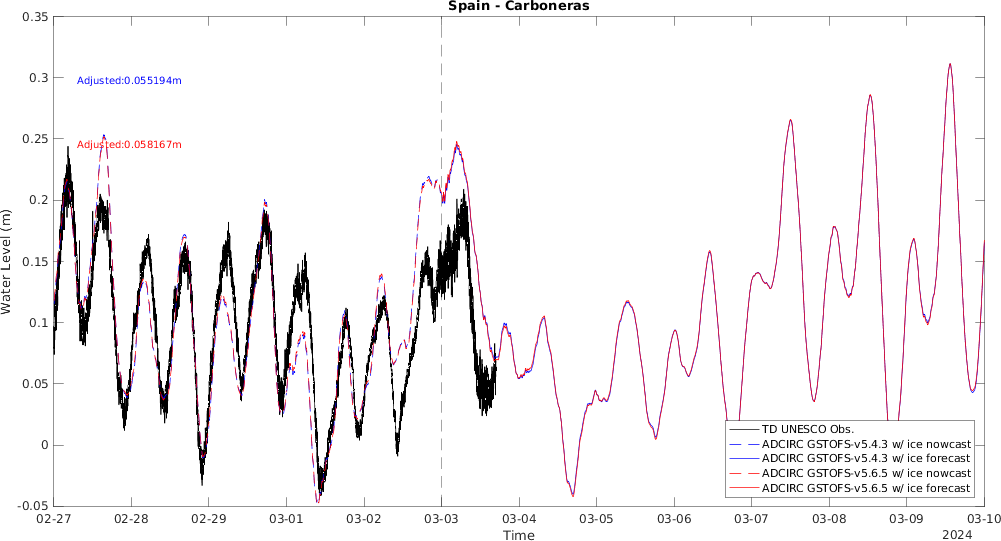 Spain - Carboneras
0.35
0.3
0.25
0.2
0.15
0.1
0.05
0
-0.05
Water Level (m)
Adjusted:0.055194m
Adjusted:0.058167m
TD UNESCO Obs.
ADCIRC GSTOFS-v5.4.3 w/ ice nowcast
ADCIRC GSTOFS-v5.4.3 w/ ice forecast
ADCIRC GSTOFS-v5.6.5 w/ ice nowcast
ADCIRC GSTOFS-v5.6.5 w/ ice forecast
02-27 02-28 02-29 03-01 03-02 03-03 03-04 03-05 03-06 03-07 03-08 03-09 03-10
Time
2024